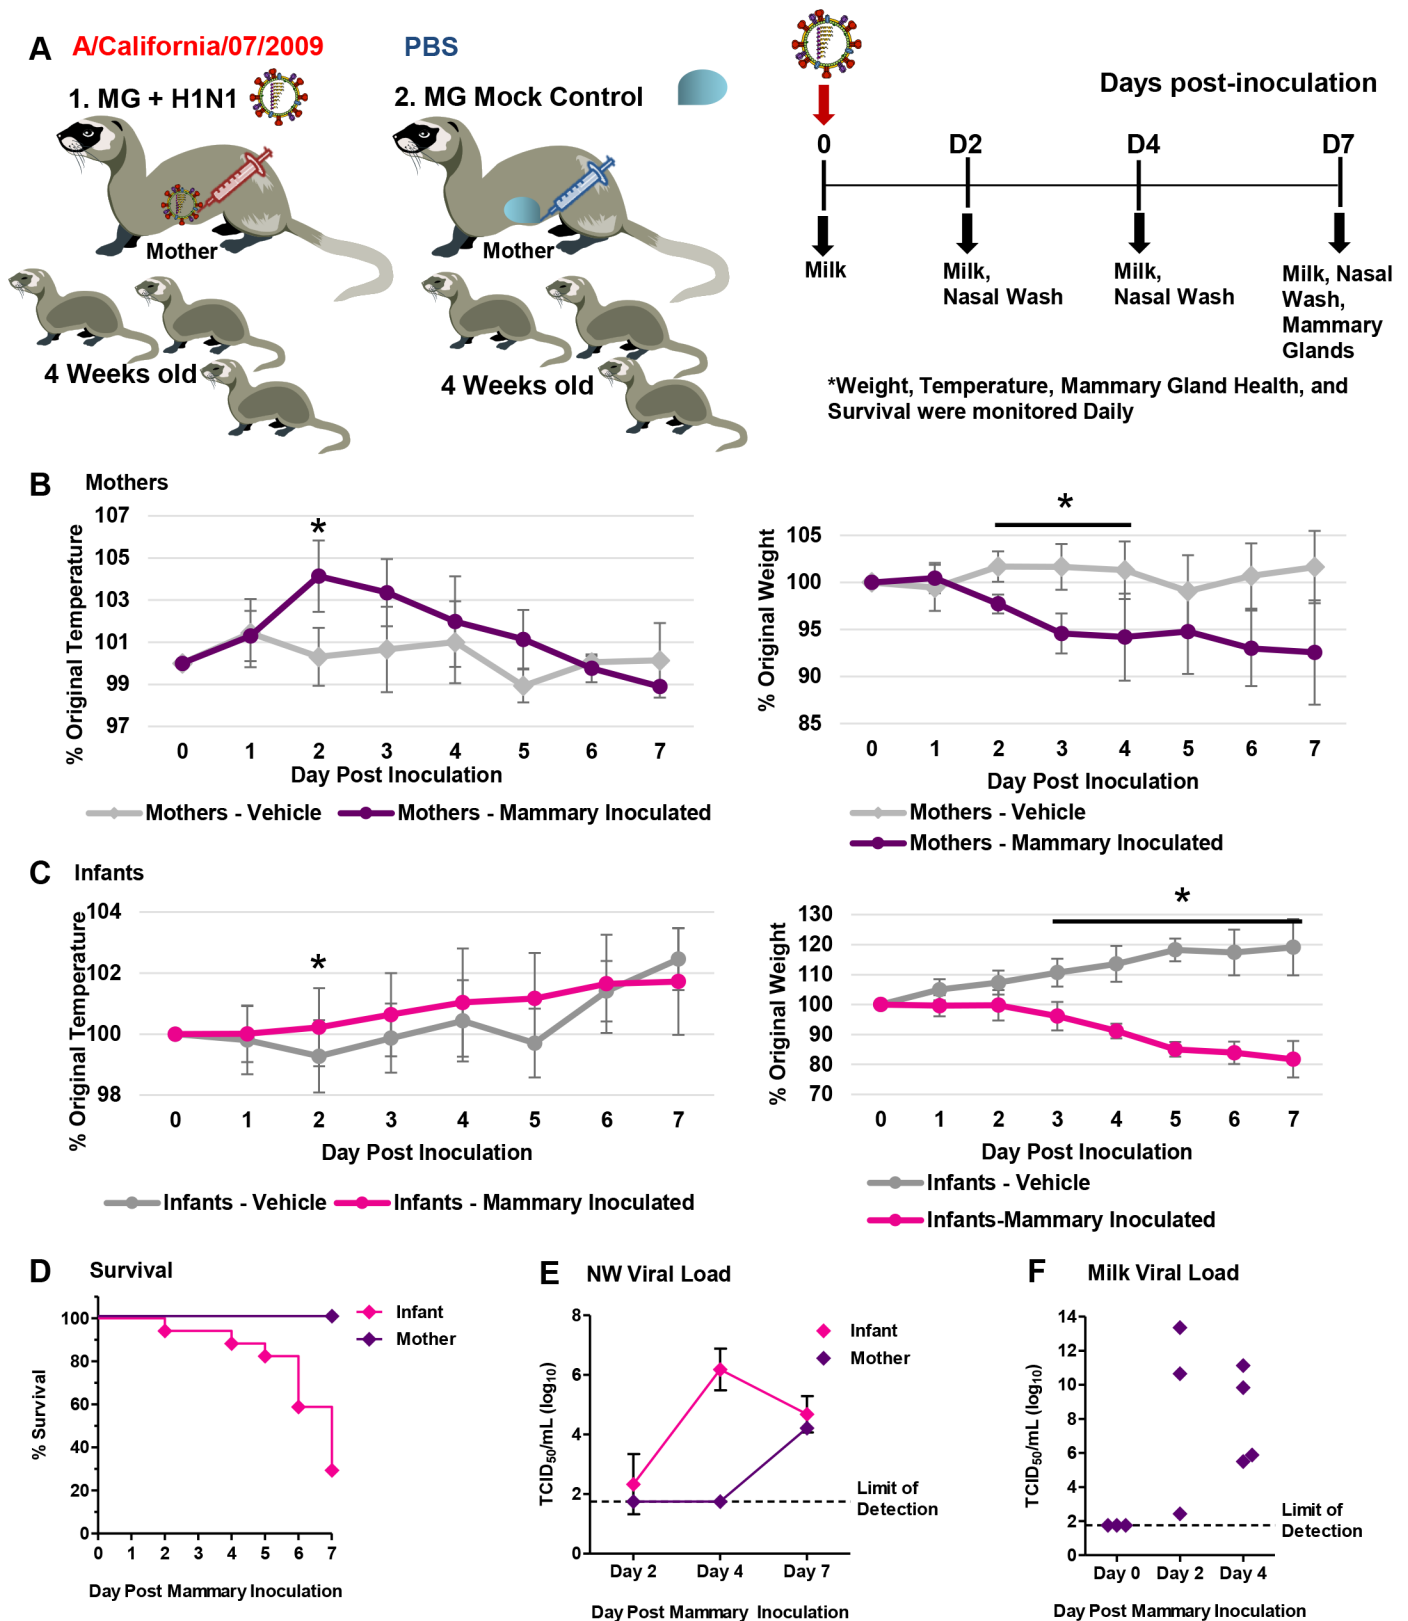 A
A/California/07/2009
PBS
1. MG + H1N1
2. MG Mock Control
Mother
Mother
4 Weeks old
4 Weeks old
Days post-inoculation
0
D2
D4
D7
Milk
Milk,
Nasal Wash
Milk,
Nasal Wash
Milk, Nasal
Wash,
Mammary
Glands
*Weight, Temperature, Mammary Gland Health, and
Survival were monitored Daily
B
Mothers
% Original Temperature
107
105
103
101
99
97
*
0 1 2 3 4 5 6 7
Day Post Inoculation
Mothers - Vehicle
Mothers - Mammary Inoculated
% Original Weight
105
100
95
90
85
*
0 1 2 3 4 5 6 7
Day Post Inoculation
Mothers - Vehicle
Mothers - Mammary Inoculated
C
Infants
% Original Temperature
104
102
100
98
*
0 1 2 3 4 5 6 7
Day Post Inoculation
Infants - Vehicle
Infants - Mammary Inoculated
% Original Weight
130
120
110
100
90
80
70
*
0 1 2 3 4 5 6 7
Day Post Inoculation
Infants - Vehicle
Infants-Mammary Inoculated
D
Survival
% Survival
100
80
60
40
20
0
0 1 2 3 4 5 6 7
Day Post Mammary Inoculation
Infant
Mother
E
NW Viral Load
TCID50/mL (log10)
8
6
4
2
0
Day 2 Day 4 Day 7
Day Post Mammary Inoculation
Infant
Mother
Limit of
Detection
F
Milk Viral Load
TCID50/mL (log10)
14
12
10
8
6
4
2
0
Day 0 Day 2 Day 4
Day Post Mammary Inoculation
Limit of
Detection